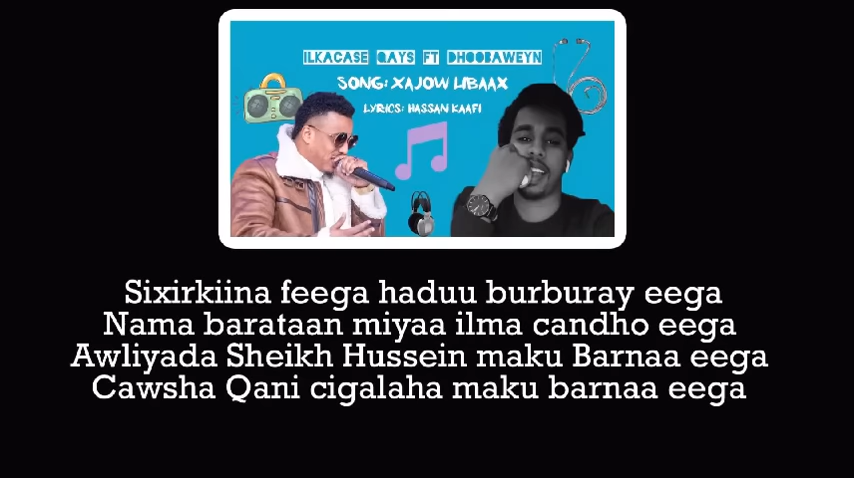 ILKACASE QAYS FT DHOOBAWEYN
SONG: XAJOW LIBAAX
LYRICS: HASSAN KAAFI
Sixirkiina feega haduu burburay eega
Nama barataan miyaa ilma candho eega
Awliyada Sheikh Hussein maku Barnaa eega
Cawsha Qani cigalaha maku barnaa eega